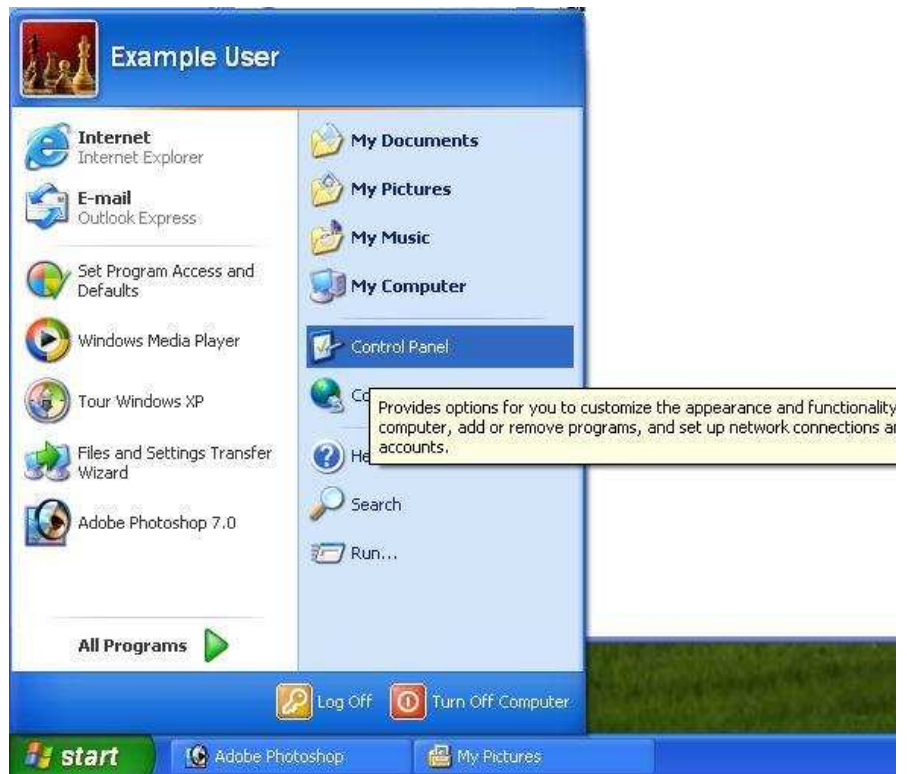 Example User
Internet
Internet Explorer
E-mail
Outlook Express
Set Program Access and
Defaults
Windows Media Player
Tour Windows XP
Files and Settings Transfer
Wizard
Adobe Photoshop 7.0
All Programs
My Documents
My Pictures
My Music
My Computer
Control Panel
Provides options for you to customize the appearance and functionality
computer, add or remove programs, and set up network connections
accounts.
Search
Run...
Log Off
Turn Off Computer
start
Adobe Photoshop
My Pictures